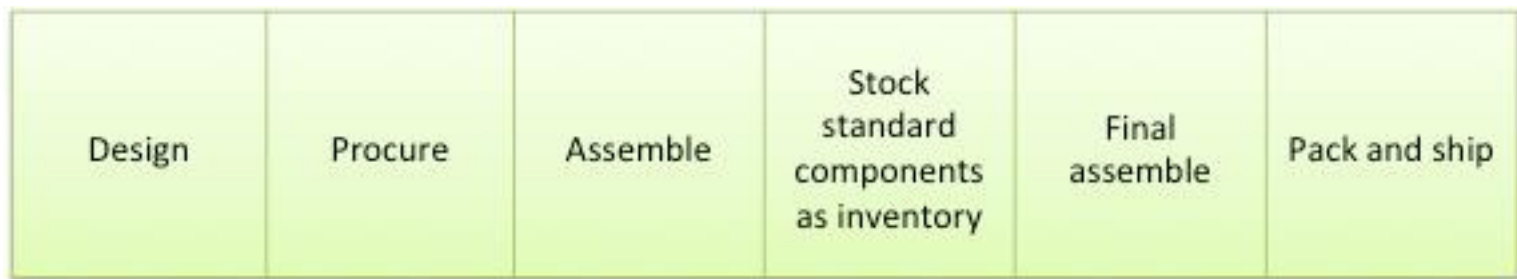 Design
Procure
Assemble
Stock
standard
components
as inventory
Final
assemble
Pack and ship